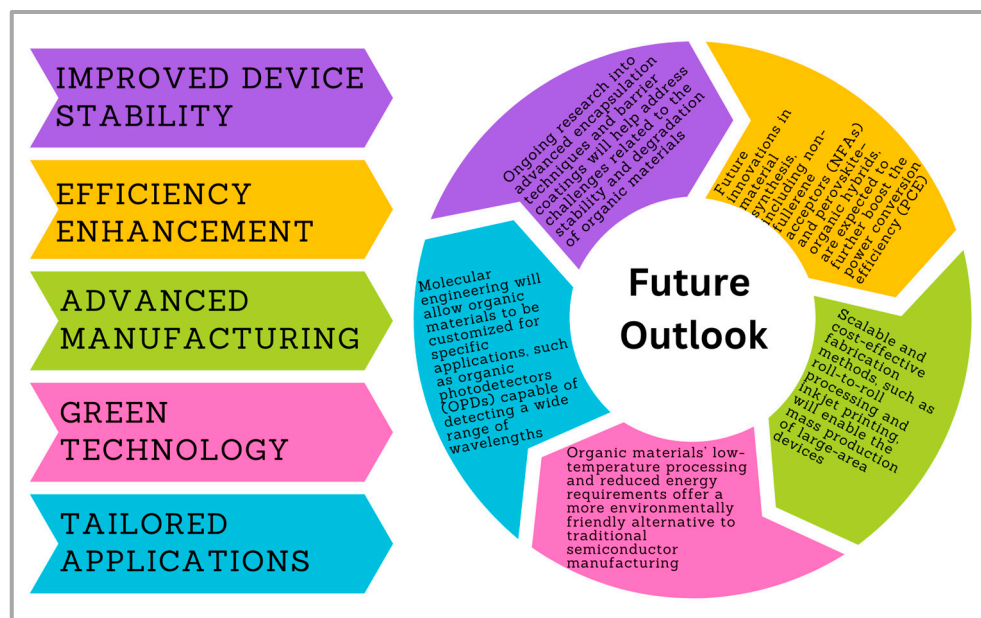 IMPROVED DEVICE
STABILITY
EFFICIENCY
ENHANCEMENT
ADVANCED
MANUFACTURING
GREEN
TECHNOLOGY
TAILORED
APPLICATIONS
Future
Outlook
Ongoing research into
advanced encapsulation
techniques and barrier
coatings will help address
challenges related to the
stability and degradation
of organic materials
Future
innovations in
material
synthesis,
including non-
fullerene
acceptors (NFAs)
and perovskite-
organic hybrids,
are expected to
further boost the
power conversion
efficiency (PCE)
Scalable and
cost-effective
fabrication
methods, such as
roll-to-roll
processing and
inkjet printing,
will enable the
mass production
of large-area
devices
Organic materials' low-
temperature processing
and reduced energy
requirements offer a
more environmentally
friendly alternative to
traditional
semiconductor
manufacturing
Molecular
engineering will
allow organic
materials to be
customized for
specific
applications, such
as organic
photodetectors
(OPDs) capable of
detecting a wide
range of
wavelengths